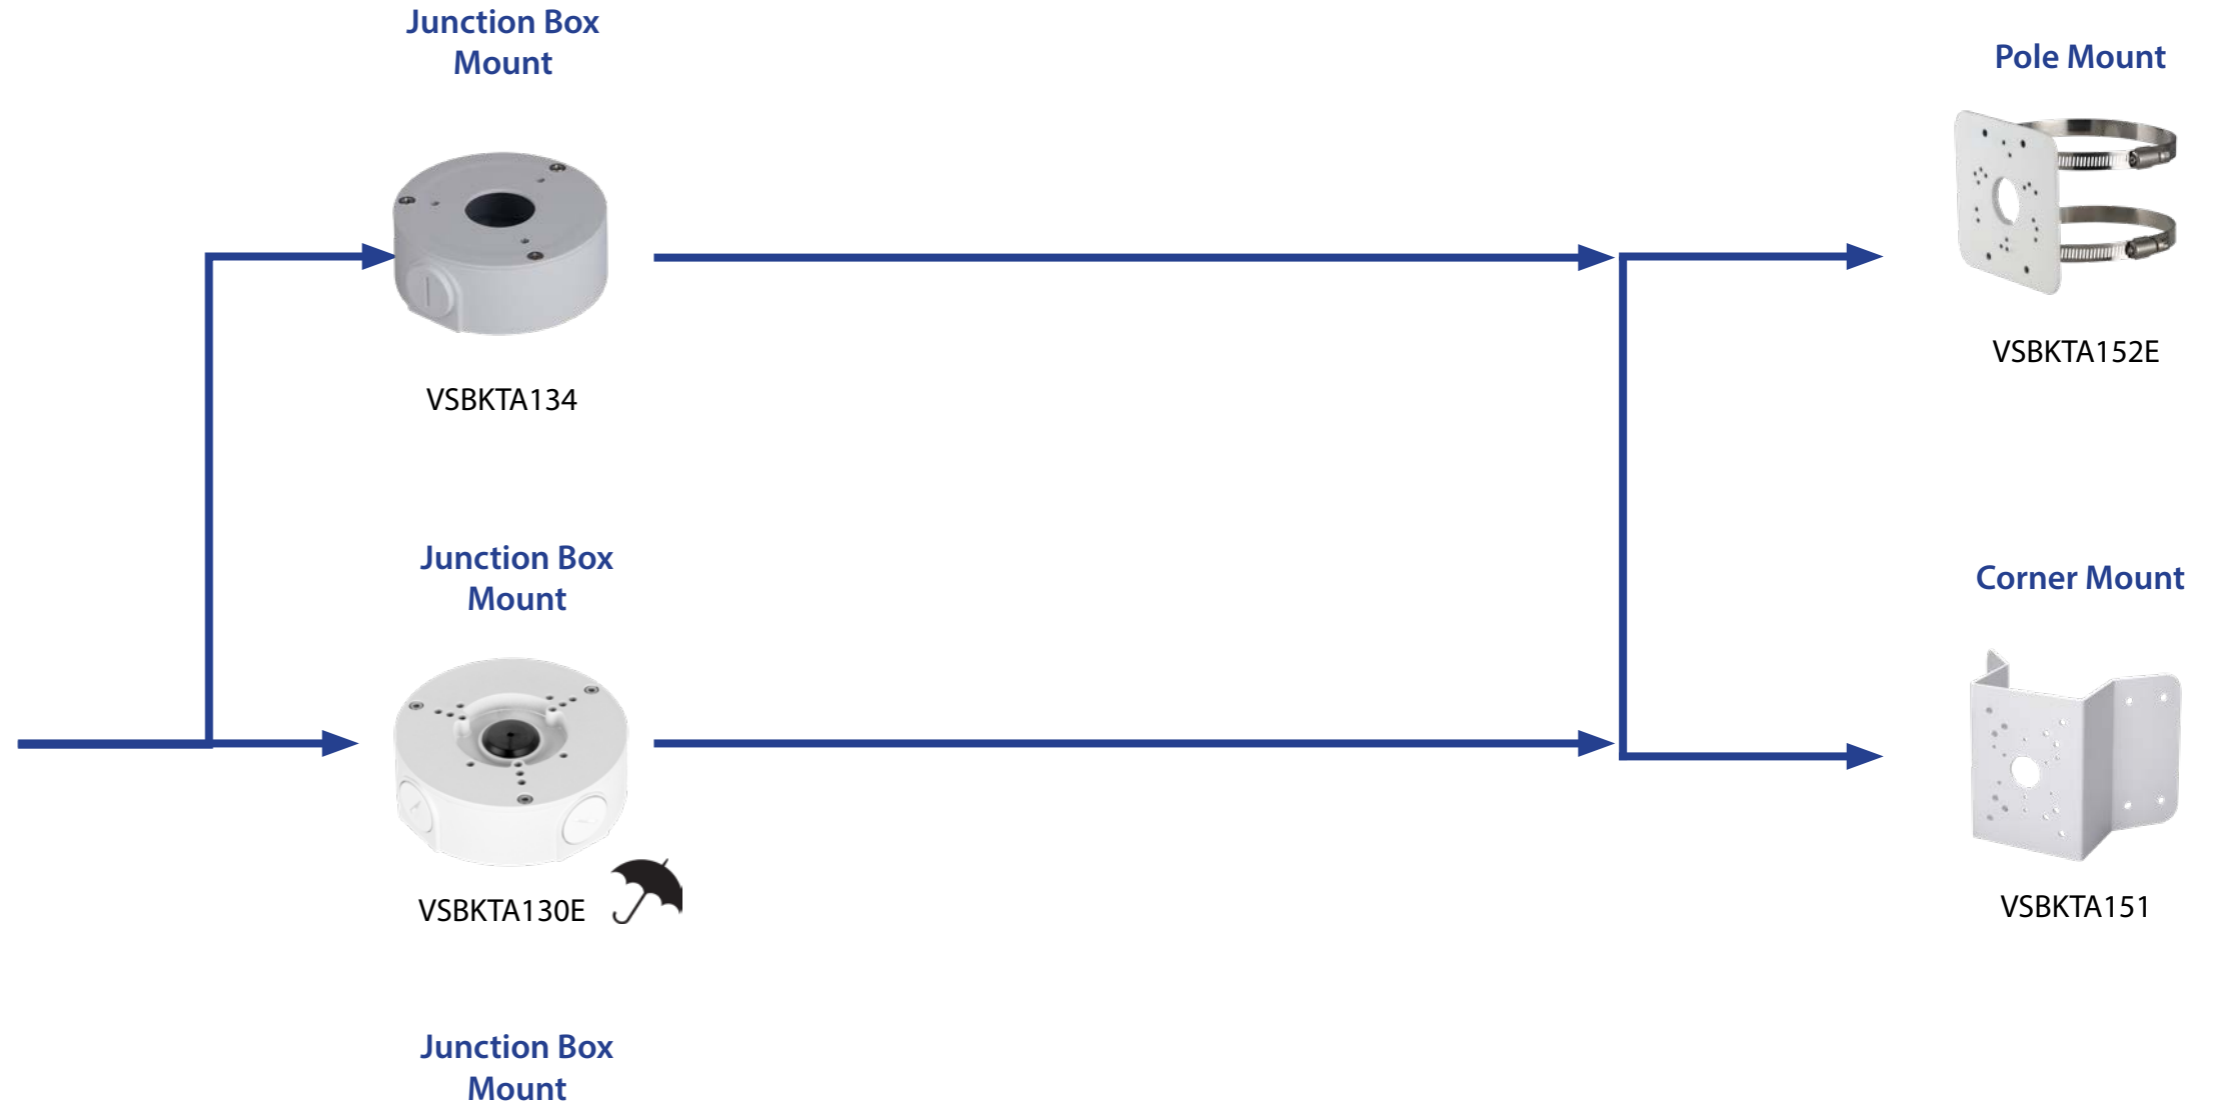 Junction Box
Mount
Pole Mount
VSBKTA152E
VSBKTA134
Junction Box
Mount
Corner Mount
VSBKTA130E
VSBKTA151
Junction Box
Mount